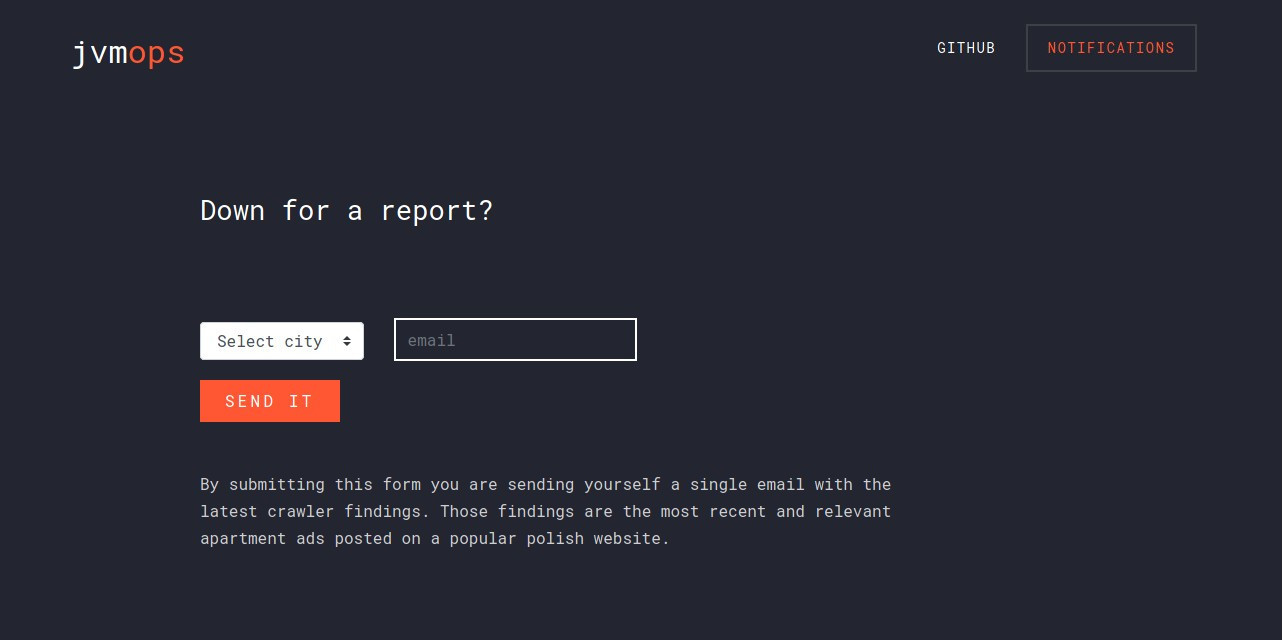 jvmops
GITHUB
NOTIFICATIONS
Down for a report?
Select city
email
SEND IT
By submitting this form you are sending yourself a single email with the
latest crawler findings. Those findings are the most recent and relevant
apartment ads posted on a popular polish website.